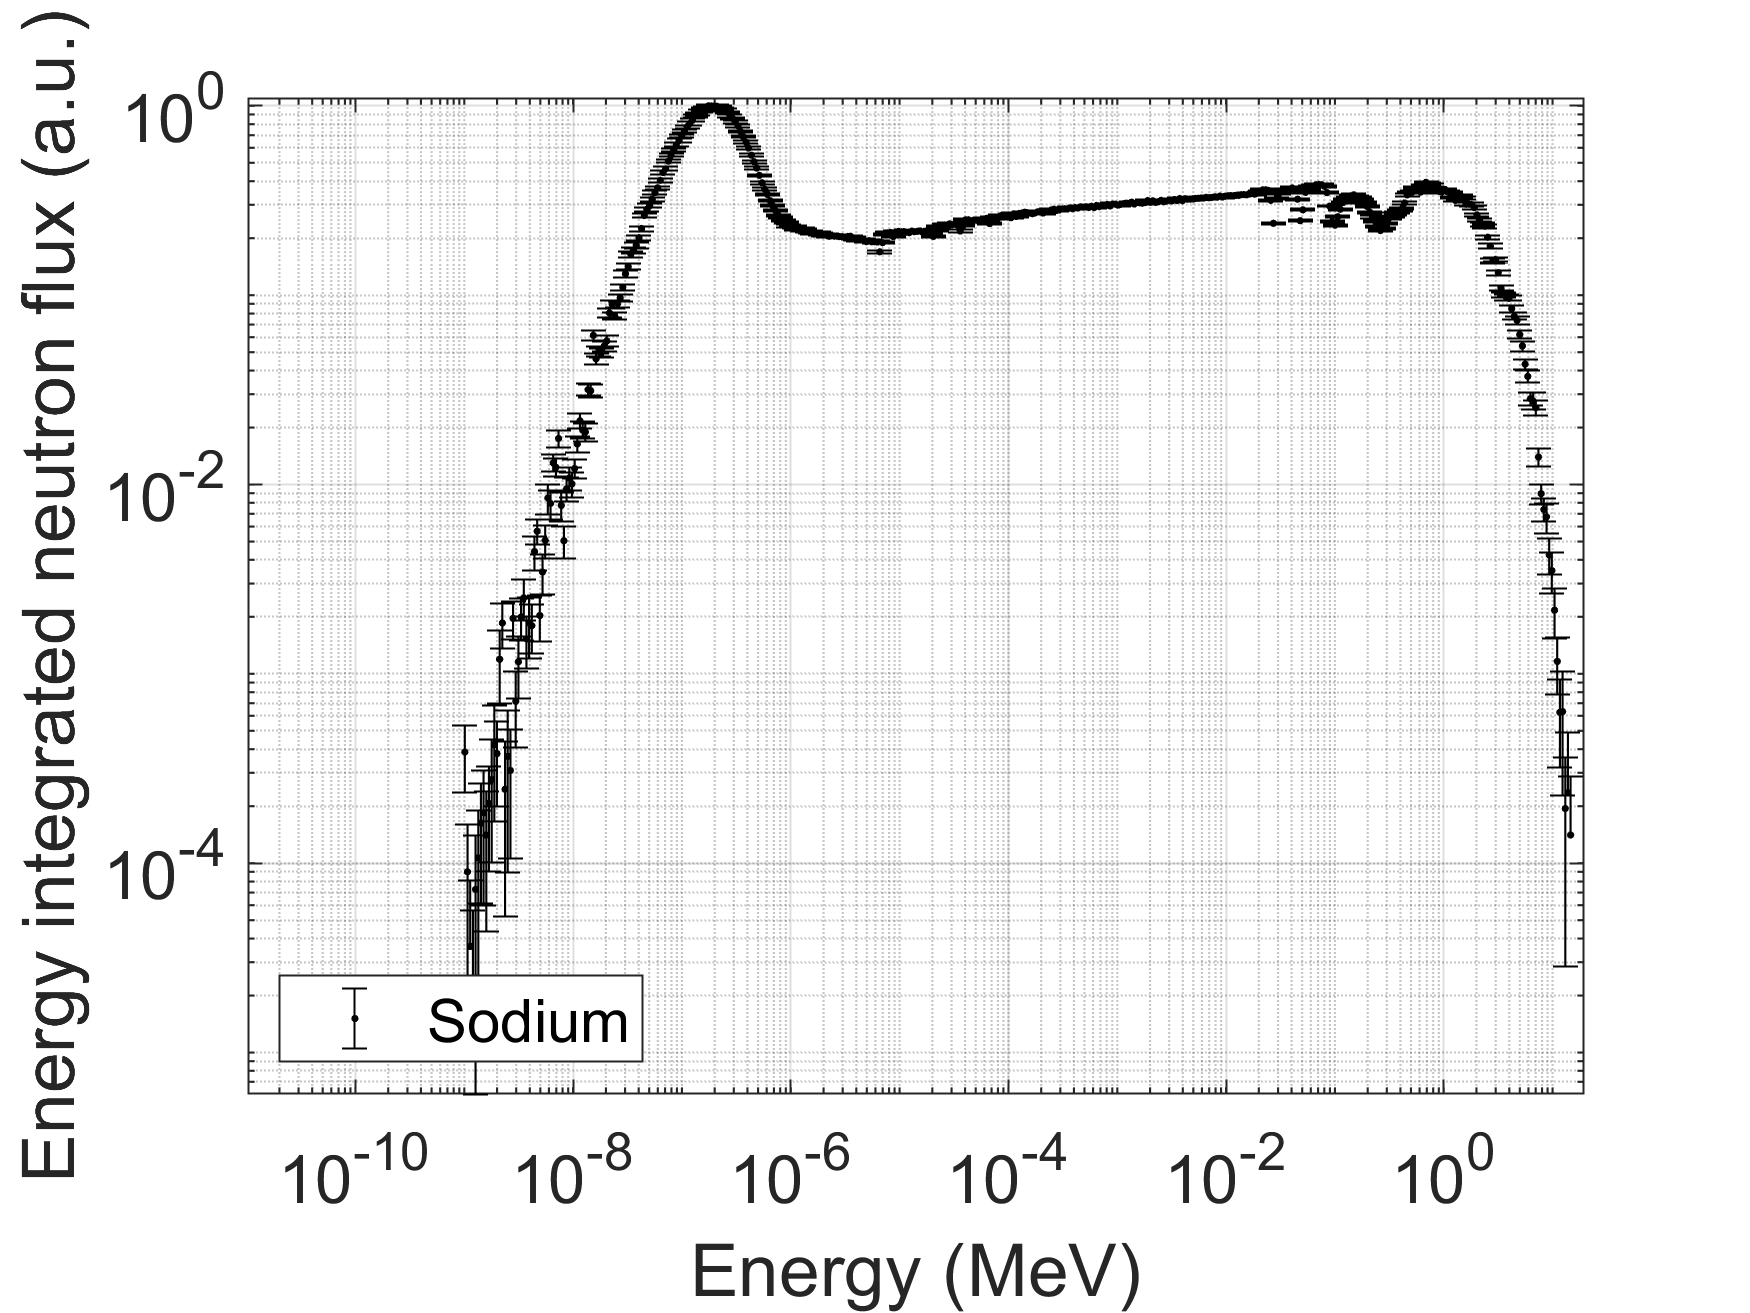 Energy integrated neutron flux (a.u.)
10^0
10^-2
10^-4
Sodium
10^-10 10^-8 10^-6 10^-4 10^-2 10^0
Energy (MeV)